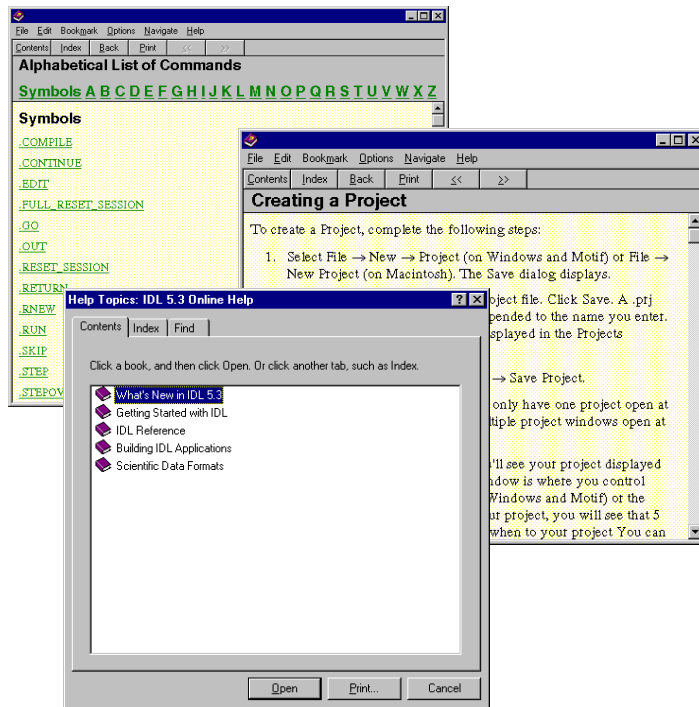 File Edit Bookmark Options Navigate Help
Contents Index Back Print << >>
Alphabetical List of Commands
Symbols A B C D E F G H I J K L M N O P Q R S T U V W X Z
Symbols
.COMPILE
.CONTINUE
.EDIT
.FULL_RESET_SESSION
.GO
.OUT
.RESET_SESSION
.RETURN
.RNEW
.RUN
.SKIP
.STEP
.STEPOV
File Edit Bookmark Options Navigate Help
Contents Index Back Print << >>
Creating a Project
To create a Project, complete the following steps:
1. Select File → New → Project (on Windows and Motif) or File →
New Project (on Macintosh). The Save dialog displays.
oject file. Click Save. A .prj
pended to the name you enter.
splayed in the Projects
→ Save Project.
only have one project open at
ltiple project windows open at
'll see your project displayed
ndow is where you control
Windows and Motif) or the
ur project, you will see that 5
when to your project You can
Help Topics: IDL 5.3 Online Help
Contents Index Find
Click a book, and then click Open. Or click another tab, such as Index.
What's New in IDL 5.3
Getting Started with IDL
IDL Reference
Building IDL Applications
Scientific Data Formats
Open Print... Cancel